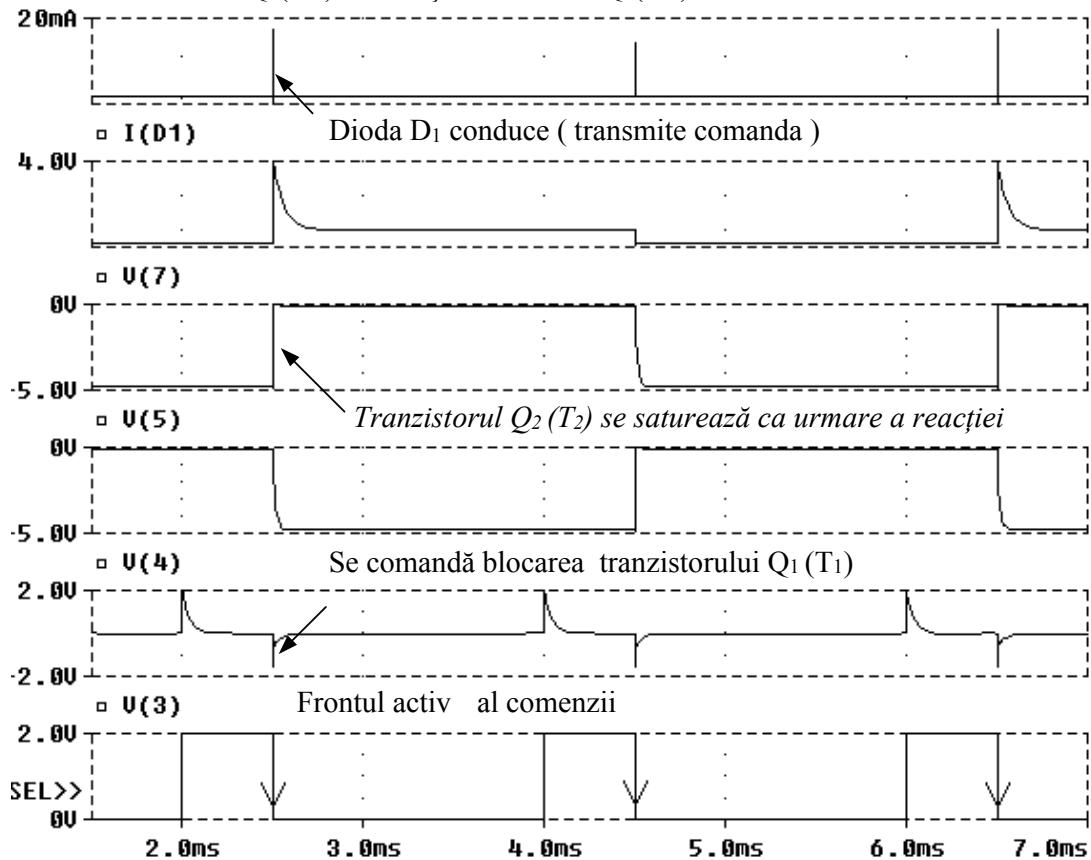 20mA
▫ I(D1)
Dioda D1 conduce ( transmite comanda )
4.0V
▫ V(7)
0V
-5.0V
▫ V(5)
Tranzistorul Q2 (T2) se saturează ca urmare a reacției
0V
-5.0V
▫ V(4)
Se comandă blocarea tranzistorului Q1 (T1)
2.0V
-2.0V
▫ V(3)
Frontul activ al comenzii
2.0V
SEL>>
0V
2.0ms 3.0ms 4.0ms 5.0ms 6.0ms 7.0ms